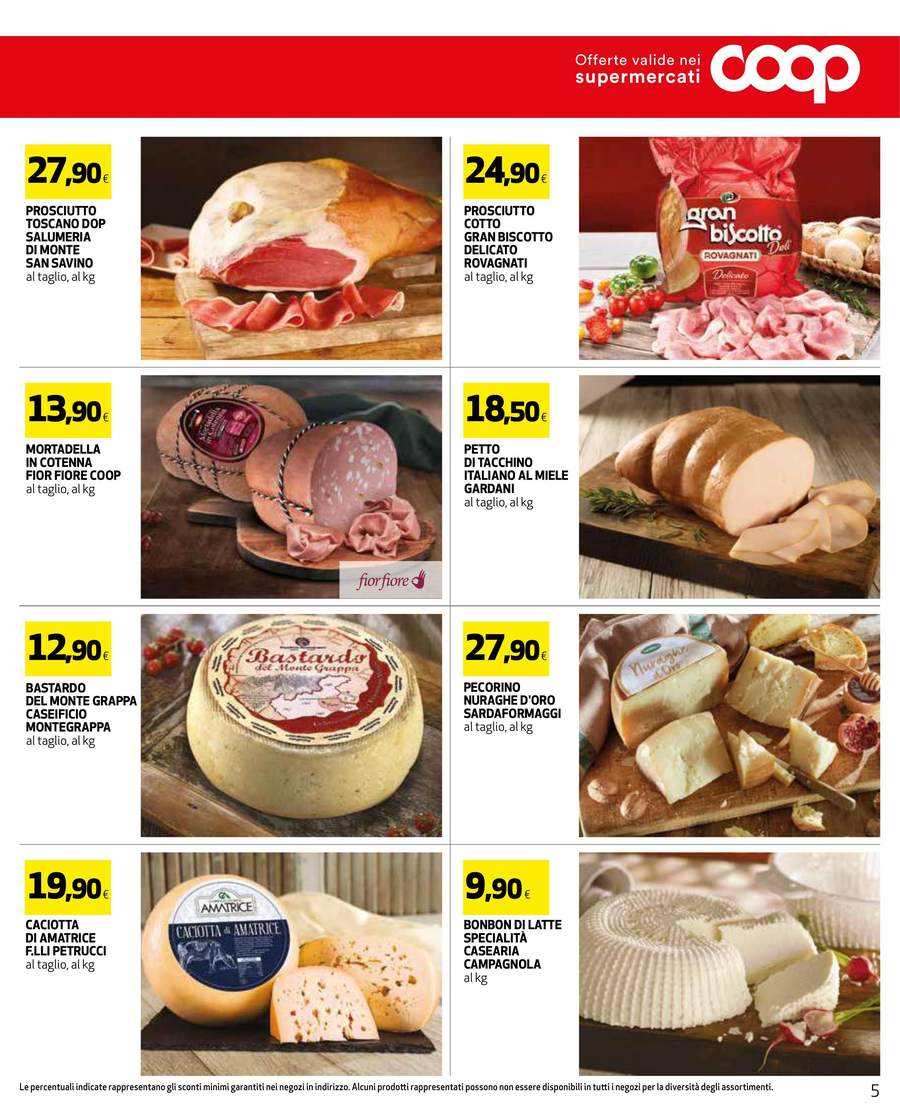 Offerte valide nei
supermercati
coop
27,90€
PROSCIUTTO
TOSCANO DOP
SALUMERIA
DI MONTE
SAN SAVINO
al taglio, al kg
24,90€
PROSCIUTTO
COTTO
GRAN BISCOTTO
DELICATO
ROVAGNATI
al taglio, al kg
gran
biscotto
Deli
ROVAGNATI
Delicato
13,90€
MORTADELLA
IN COTENNA
FIOR FIORE COOP
al taglio, al kg
fiorfiore
18,50€
PETTO
DI TACCHINO
ITALIANO AL MIELE
GARDANI
al taglio, al kg
12,90€
BASTARDO
DEL MONTE GRAPPA
CASEIFICIO
MONTEGRAPPA
al taglio, al kg
Bastardo
del Monte Grappa
27,90€
PECORINO
NURAGHE D'ORO
SARDAFORMAGGI
al taglio, al kg
Nuraghe
d'Oro
19,90€
CACIOTTA
DI AMATRICE
F.LLI PETRUCCI
al taglio, al kg
AMATRICE
CACIOTTA di AMATRICE
9,90€
BONBON DI LATTE
SPECIALITÀ
CASEARIA
CAMPAGNOLA
al kg
Le percentuali indicate rappresentano gli sconti minimi garantiti nei negozi in indirizzo. Alcuni prodotti rappresentati possono non essere disponibili in tutti i negozi per la diversità degli assortimenti.
5